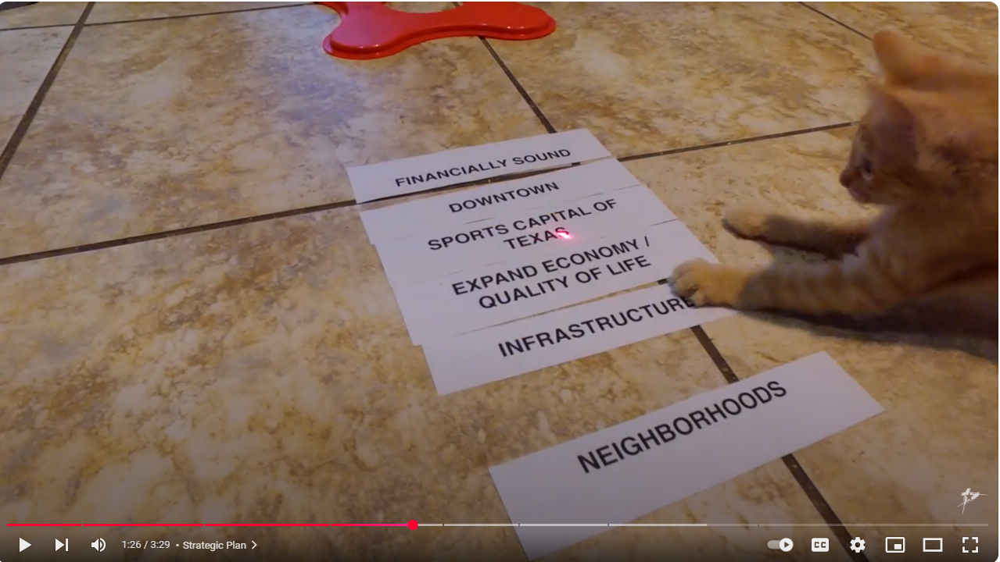 FINANCIALLY SOUND
DOWNTOWN
SPORTS CAPITAL OF
TEXAS
EXPAND ECONOMY /
QUALITY OF LIFE
INFRASTRUCTURE
NEIGHBORHOODS
1:26 / 3:29 • Strategic Plan
CC